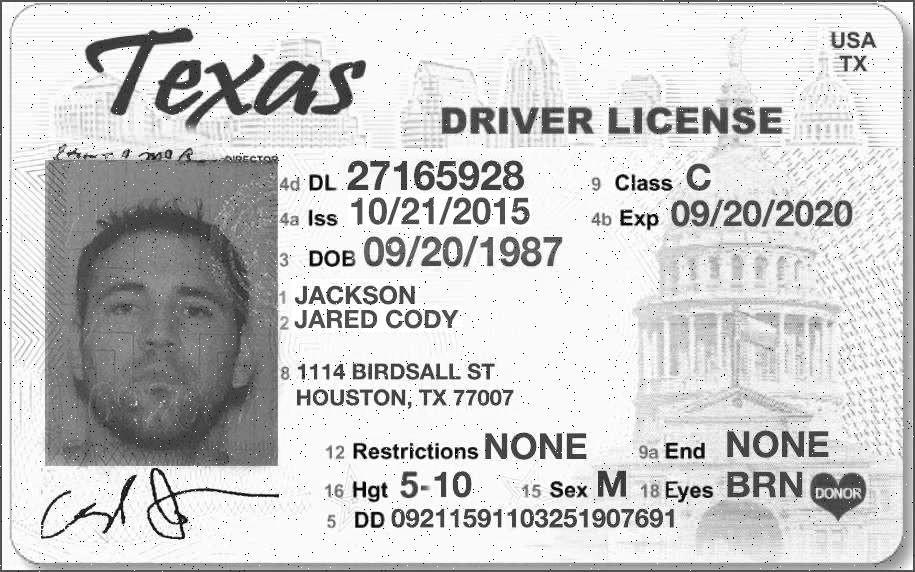 Texas
USA
TX
DRIVER LICENSE
DIRECTOR
4d DL 27165928 9 Class C
4a Iss 10/21/2015 4b Exp 09/20/2020
3 DOB 09/20/1987
1 JACKSON
2 JARED CODY
8 1114 BIRDSALL ST
HOUSTON, TX 77007
12 Restrictions NONE 9a End NONE
16 Hgt 5-10 15 Sex M 18 Eyes BRN DONOR
5 DD 09211591103251907691